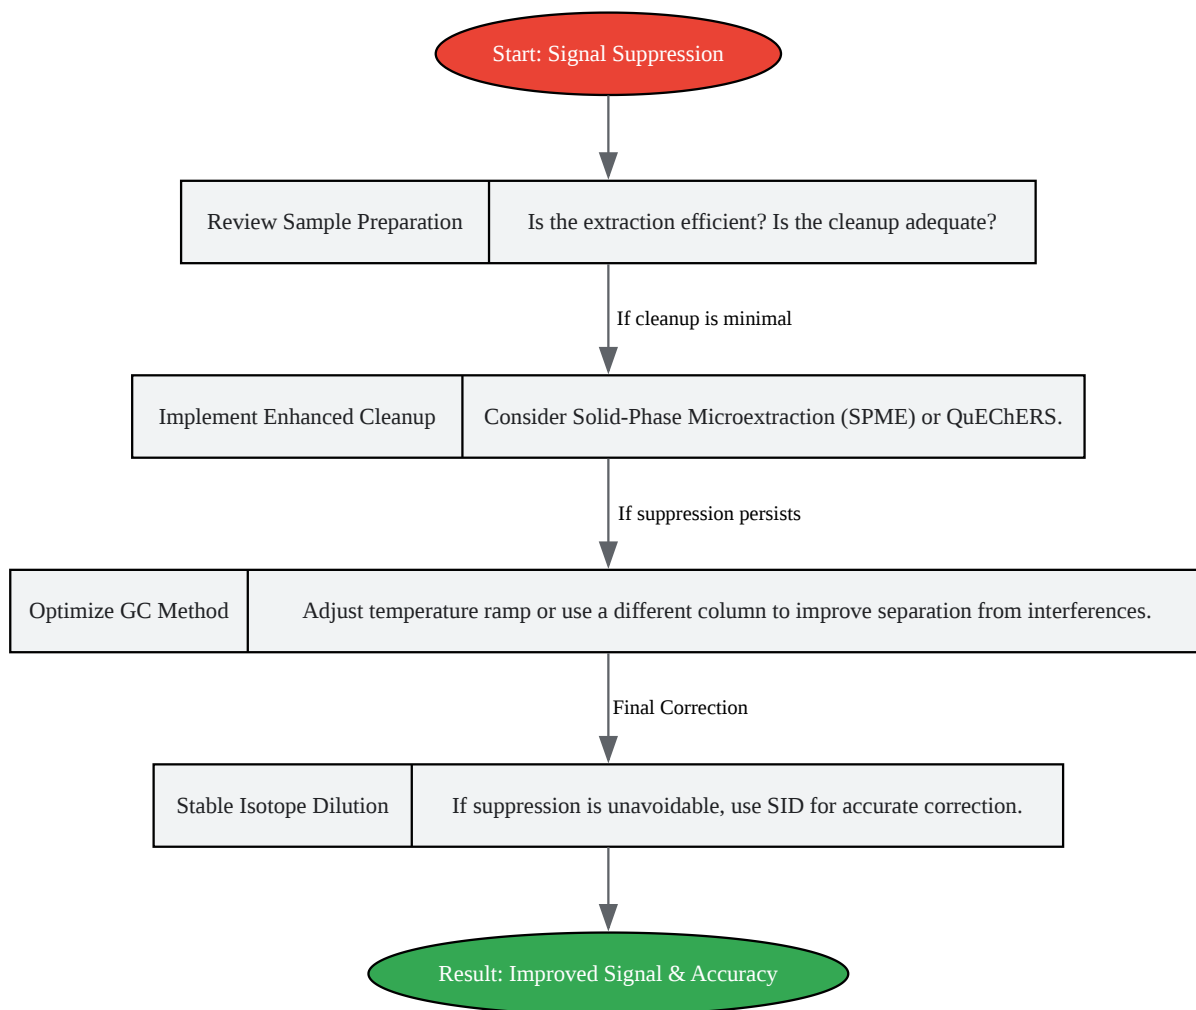 Start: Signal Suppression
Review Sample Preparation
Is the extraction efficient? Is the cleanup adequate?
If cleanup is minimal
Implement Enhanced Cleanup
Consider Solid-Phase Microextraction (SPME) or QuEChERS.
If suppression persists
Optimize GC Method
Adjust temperature ramp or use a different column to improve separation from interferences.
Final Correction
Stable Isotope Dilution
If suppression is unavoidable, use SID for accurate correction.
Result: Improved Signal & Accuracy